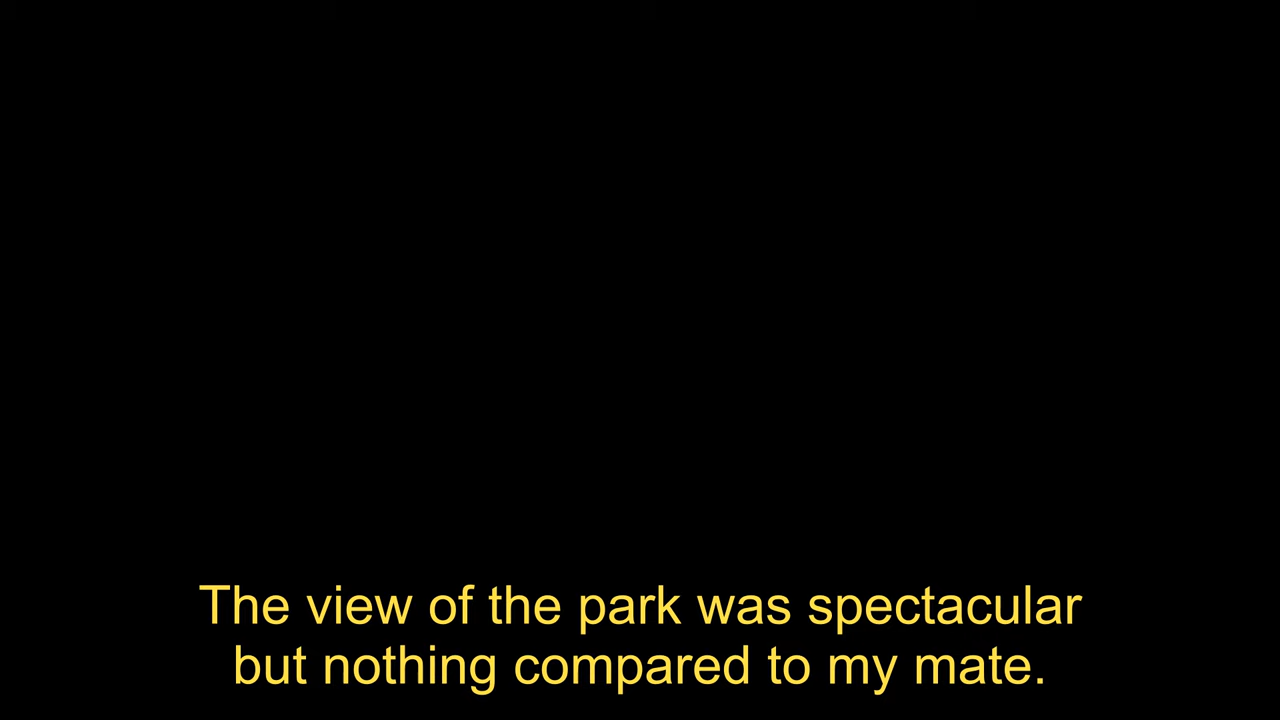 The view of the park was spectacular
but nothing compared to my mate.